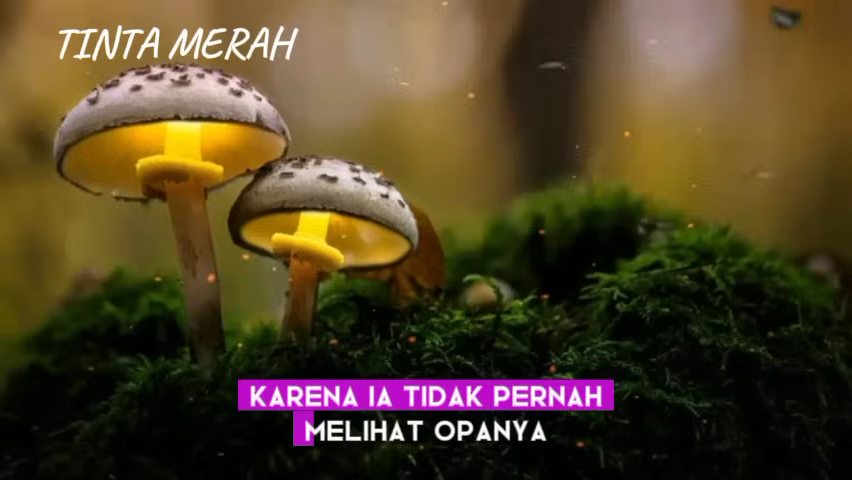 TINTA MERAH
KARENA IA TIDAK PERNAH
MELIHAT OPANYA